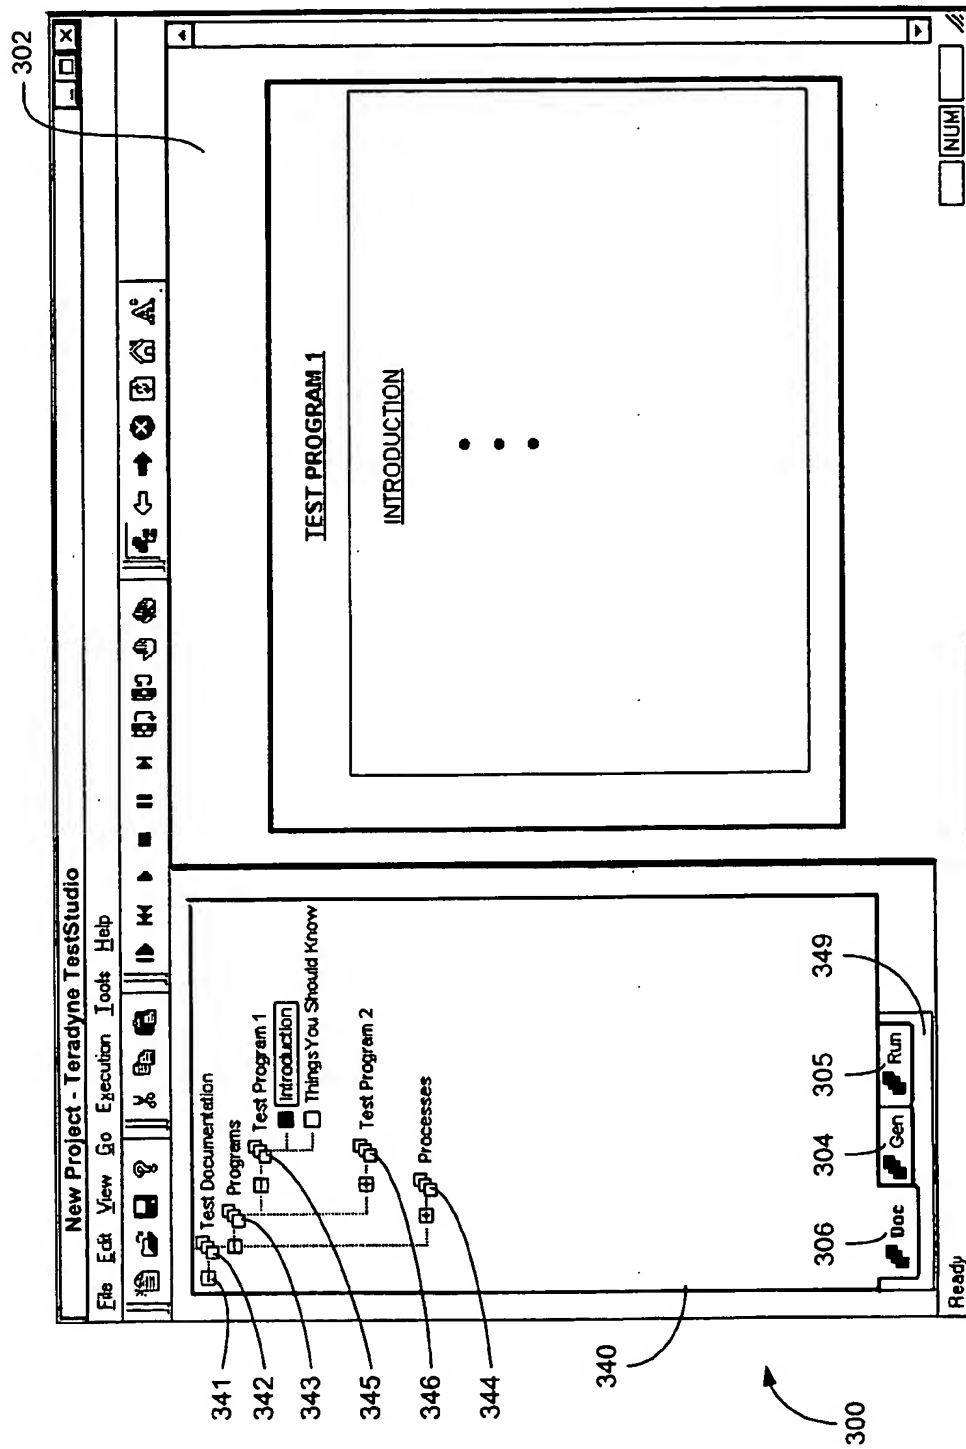 302
New Project - Teradyne TestStudio
File Edit View Go Execution Tools Help
Test Documentation
Programs
Test Program 1
Introduction
ThingsYou Should Know
Test Program 2
Processes
341
342
343
345
346
344
340
TEST PROGRAM 1
INTRODUCTION
306
304
305
349
Doc
Gen
Run
Ready
NUM
300